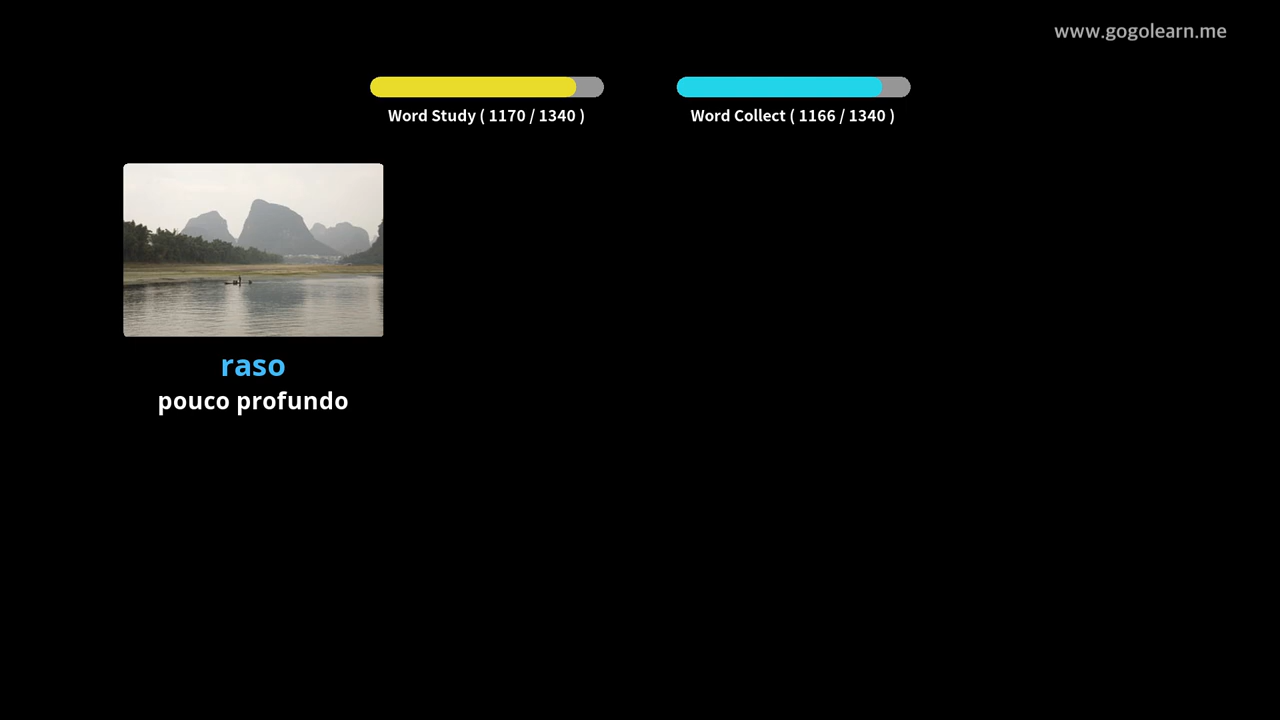 www.gogolearn.me
Word Study ( 1170 / 1340 )
Word Collect ( 1166 / 1340 )
raso
pouco profundo